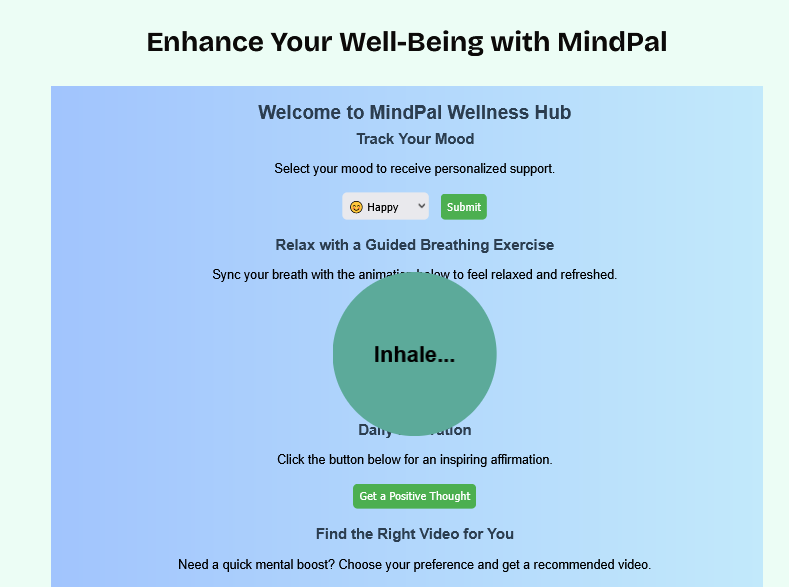 Enhance Your Well-Being with MindPal
Welcome to MindPal Wellness Hub
Track Your Mood
Select your mood to receive personalized support.
😊 Happy Submit
Relax with a Guided Breathing Exercise
Sync your breath with the animation below to feel relaxed and refreshed.
Inhale...
Daily
Click the button below for an inspiring affirmation.
Get a Positive Thought
Find the Right Video for You
Need a quick mental boost? Choose your preference and get a recommended video.